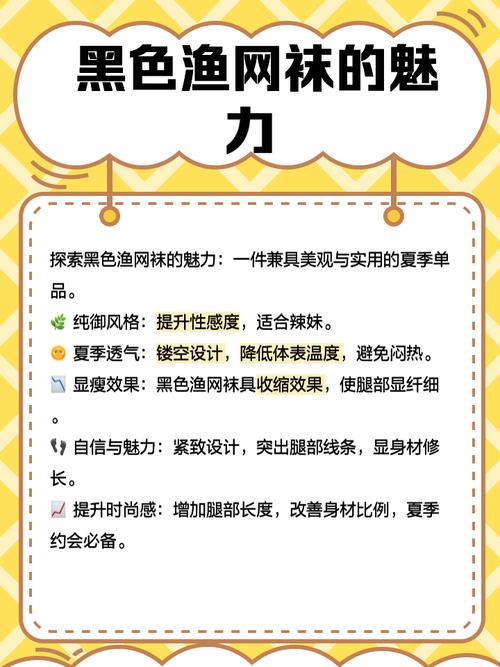 黑色渔网袜的魅
力
探索黑色渔网袜的魅力：一件兼具美观与实用的夏季单
品。
🌿 纯御风格：提升性感度，适合辣妹。
🌞 夏季透气：镂空设计，降低体表温度，避免闷热。
📉 显瘦效果：黑色渔网袜具收缩效果，使腿部显纤细
。
👣 自信与魅力：紧致设计，突出腿部线条，显身材修
长。
📈 提升时尚感：增加腿部长度，改善身材比例，夏季
约会必备。